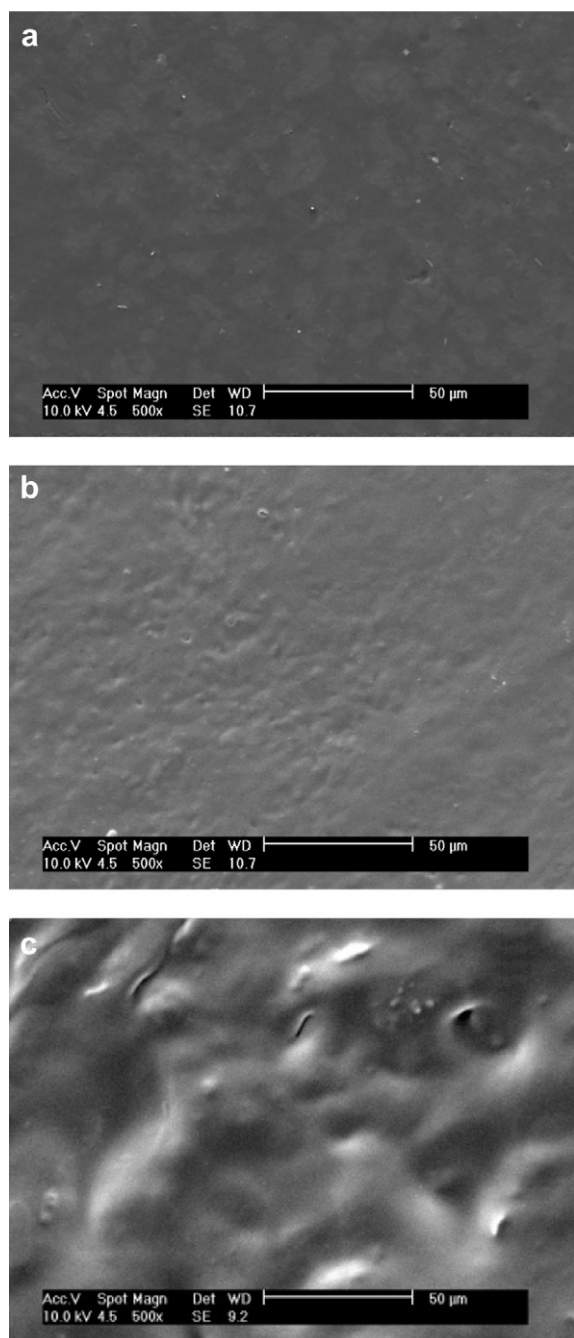 a
Acc.V Spot Magn Det WD 50 µm
10.0 kV 4.5 500x SE 10.7
b
Acc.V Spot Magn Det WD 50 µm
10.0 kV 4.5 500x SE 10.7
c
Acc.V Spot Magn Det WD 50 µm
10.0 kV 4.5 500x SE 9.2